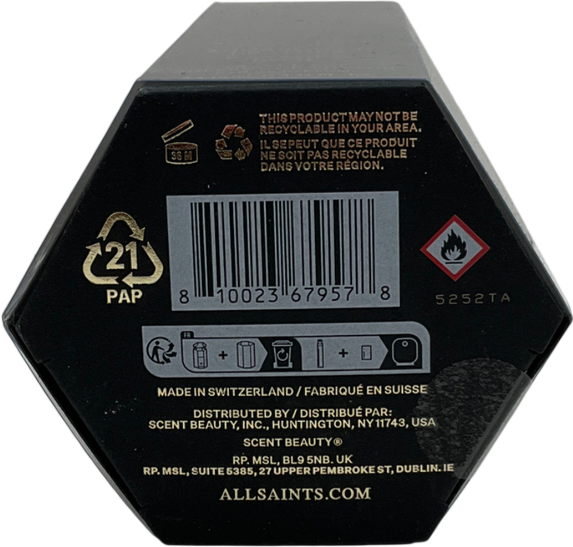 THIS PRODUCT MAY NOT BE
RECYCLABLE IN YOUR AREA.
IL SE PEUT QUE CE PRODUIT
NE SOIT PAS RECYCLABLE
DANS VOTRE RÉGION.
36 M
21
PAP
8 10023 67957 8
5252TA
FR
MADE IN SWITZERLAND / FABRIQUÉ EN SUISSE
DISTRIBUTED BY / DISTRIBUÉ PAR:
SCENT BEAUTY, INC., HUNTINGTON, NY 11743, USA
SCENT BEAUTY®
RP. MSL, BL9 5NB. UK
RP. MSL, SUITE 5385, 27 UPPER PEMBROKE ST, DUBLIN. IE
ALLSAINTS.COM